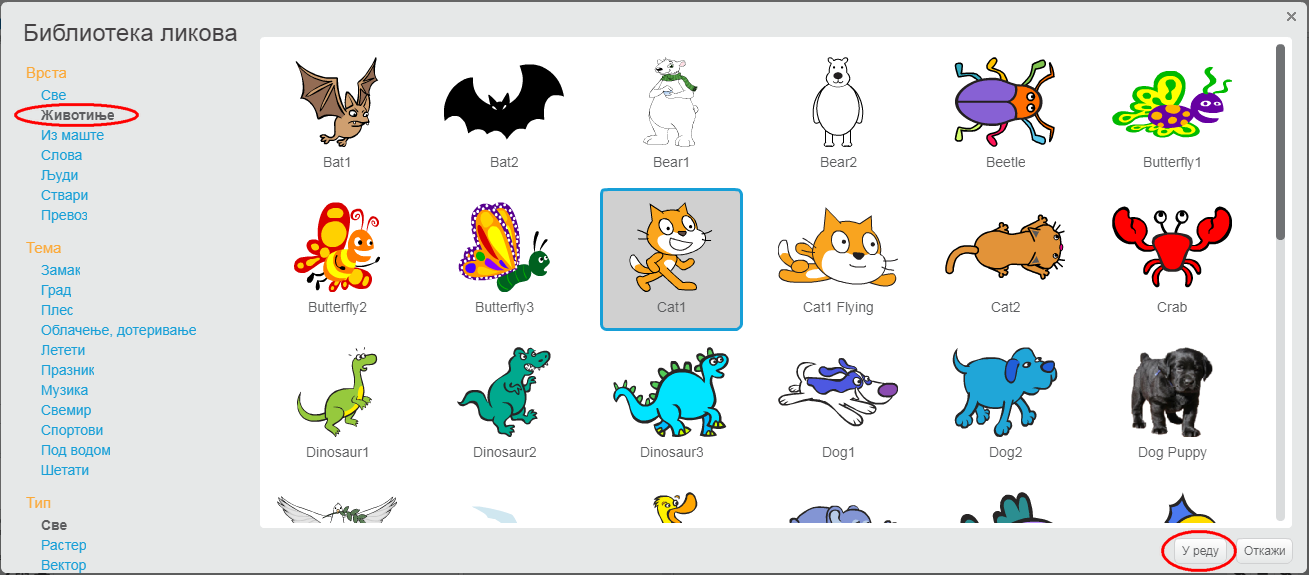 Библиотека ликова
Врста
Све
Животиње
Из маште
Слова
Људи
Ствари
Превоз
Тема
Замак
Град
Плес
Облачење, дотеривање
Летети
Празник
Музика
Свемир
Спортови
Под водом
Шетати
Тип
Све
Растер
Вектор
Bat1 Bat2 Bear1 Bear2 Beetle Butterfly1
Butterfly2 Butterfly3 Cat1 Cat1 Flying Cat2 Crab
Dinosaur1 Dinosaur2 Dinosaur3 Dog1 Dog2 Dog Puppy
У реду Откажи